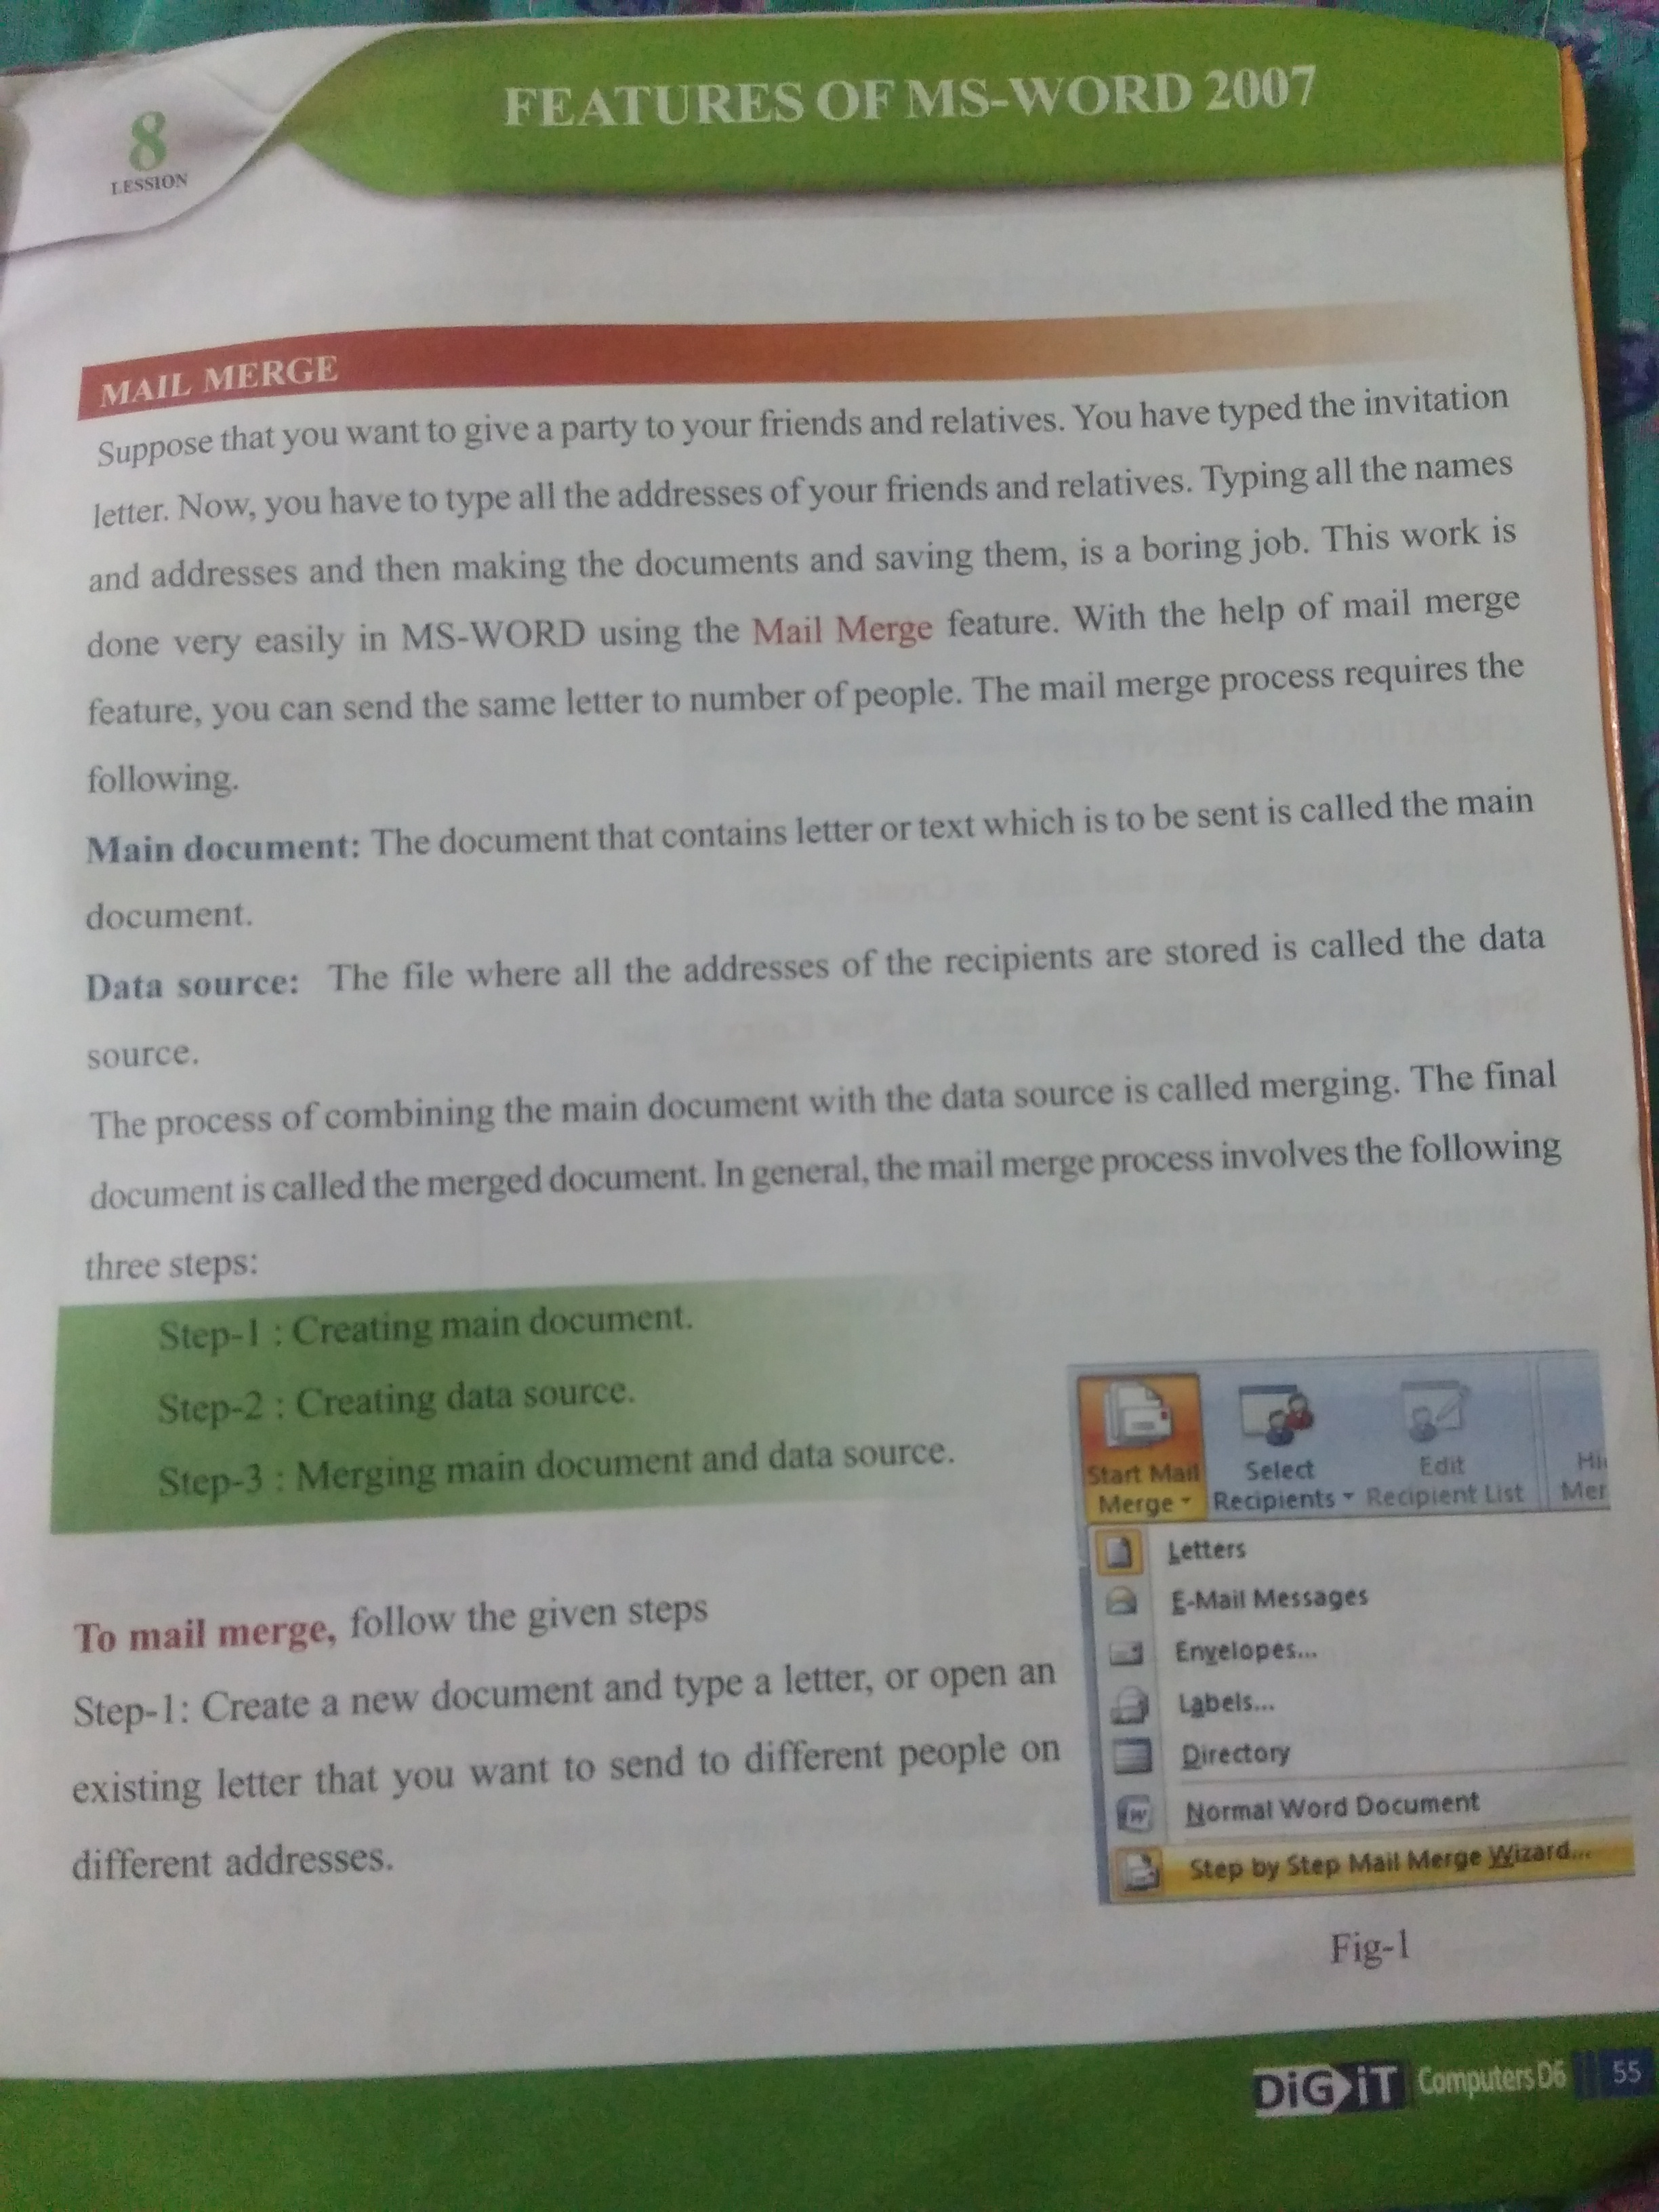 8
LESSION
FEATURES OF MS-WORD 2007
MAIL MERGE
Suppose that you want to give a party to your friends and relatives. You have typed the invitation
letter. Now, you have to type all the addresses of your friends and relatives. Typing all the names
and addresses and then making the documents and saving them, is a boring job. This work is
done very easily in MS-WORD using the Mail Merge feature. With the help of mail merge
feature, you can send the same letter to number of people. The mail merge process requires the
following.
Main document: The document that contains letter or text which is to be sent is called the main
document.
Data source: The file where all the addresses of the recipients are stored is called the data
source.
The process of combining the main document with the data source is called merging. The final
document is called the merged document. In general, the mail merge process involves the following
three steps:
Step-1 : Creating main document.
Step-2 : Creating data source.
Step-3 : Merging main document and data source.
To mail merge, follow the given steps
Step-1: Create a new document and type a letter, or open an
existing letter that you want to send to different people on
different addresses.
Start Mail
Merge
Select
Recipients
Edit
Recipient List
Hi
Mer
Letters
E-Mail Messages
Envelopes...
Labels...
Directory
Normal Word Document
Step by Step Mail Merge Wizard...
Fig-1
DiGiT Computers D6 55